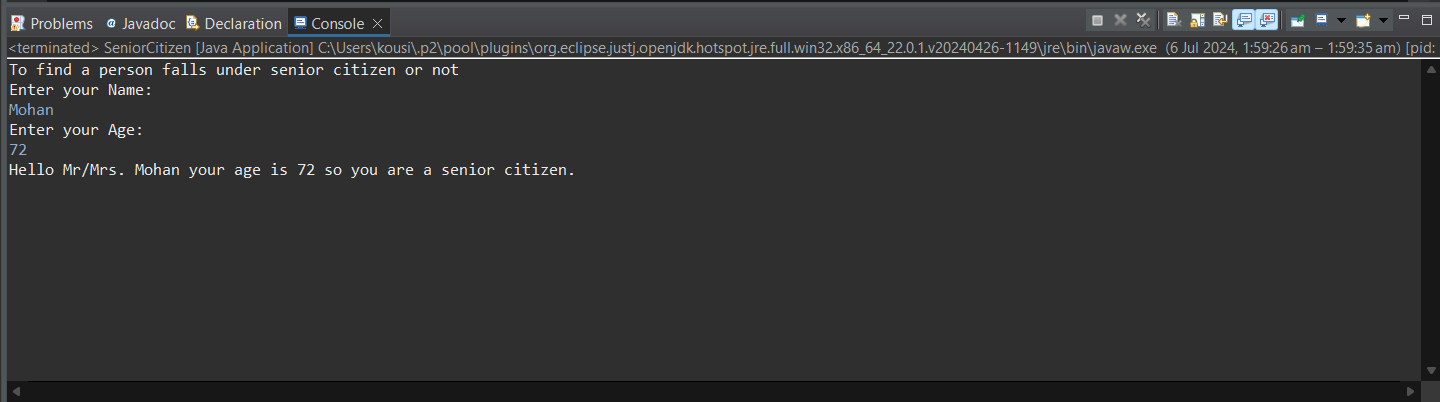 Problems @ Javadoc Declaration Console
<terminated> SeniorCitizen [Java Application] C:\Users\kousi\.p2\pool\plugins\org.eclipse.justj.openjdk.hotspot.jre.full.win32.x86_64_22.0.1.v20240426-1149\jre\bin\javaw.exe (6 Jul 2024, 1:59:26 am – 1:59:35 am) [pid:
To find a person falls under senior citizen or not
Enter your Name:
Mohan
Enter your Age:
72
Hello Mr/Mrs. Mohan your age is 72 so you are a senior citizen.